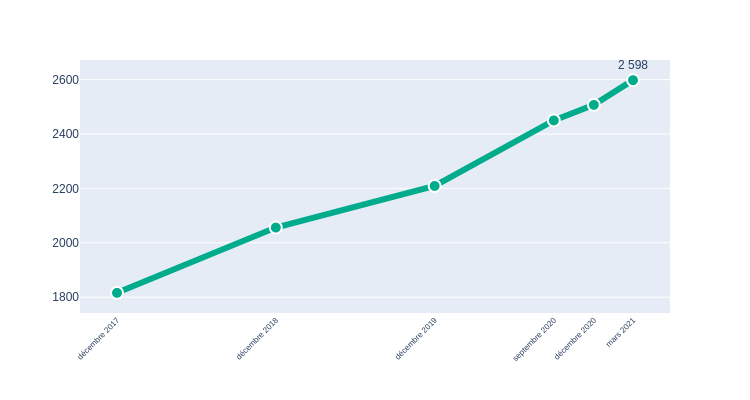 2 598
2600
2400
2200
2000
1800
décembre 2017
décembre 2018
décembre 2019
septembre 2020
décembre 2020
mars 2021